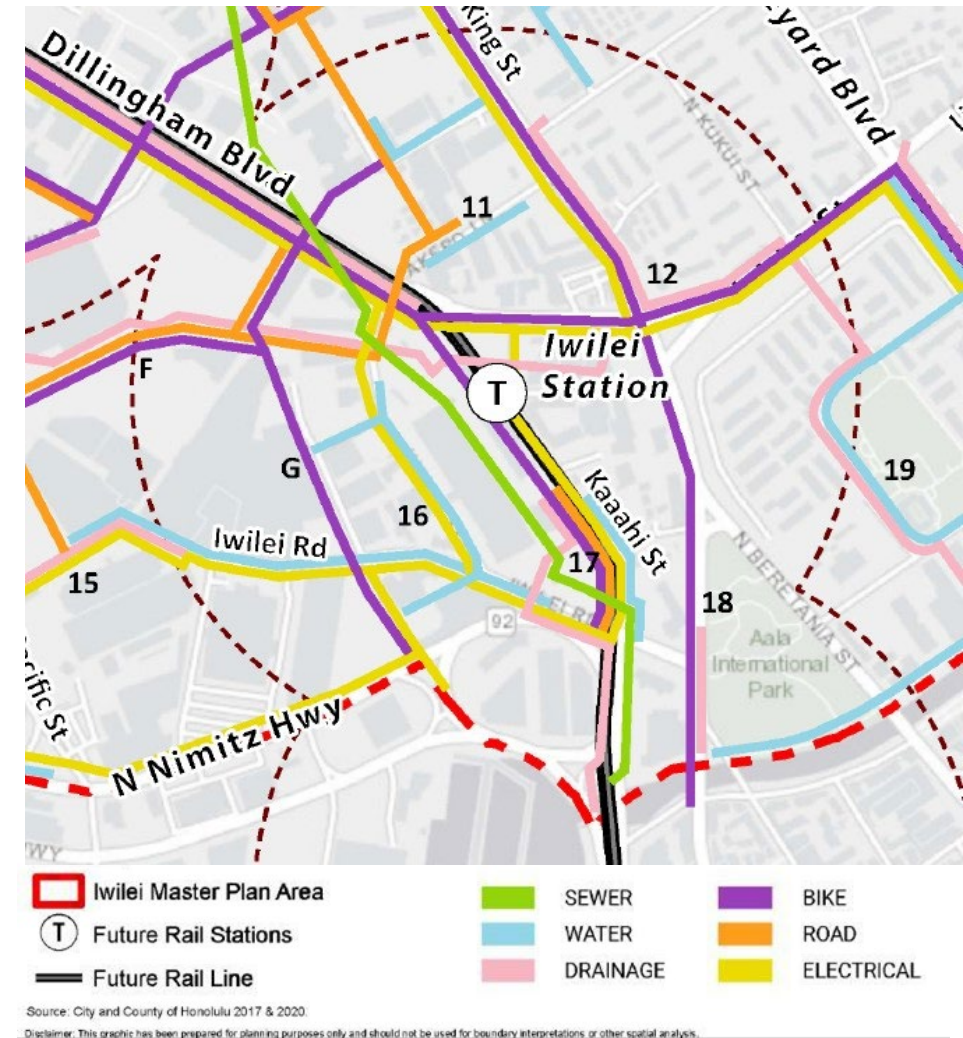 King St
yard Blvd
Dillingham Blvd
N KUKUI ST
11
12
Iwilei
Station
F
T
G
16
Kaaahi St
19
Iwilei Rd
15
17
N BERETANIA ST
92
18
Aala
International
Park
cific St
N Nimitz Hwy
WY
Iwilei Master Plan Area
T Future Rail Stations
Future Rail Line
SEWER
WATER
DRAINAGE
BIKE
ROAD
ELECTRICAL
Source: City and County of Honolulu 2017 & 2020.
Disclaimer: This graphic has been prepared for planning purposes only and should not be used for boundary interpretations or other spatial analysis.